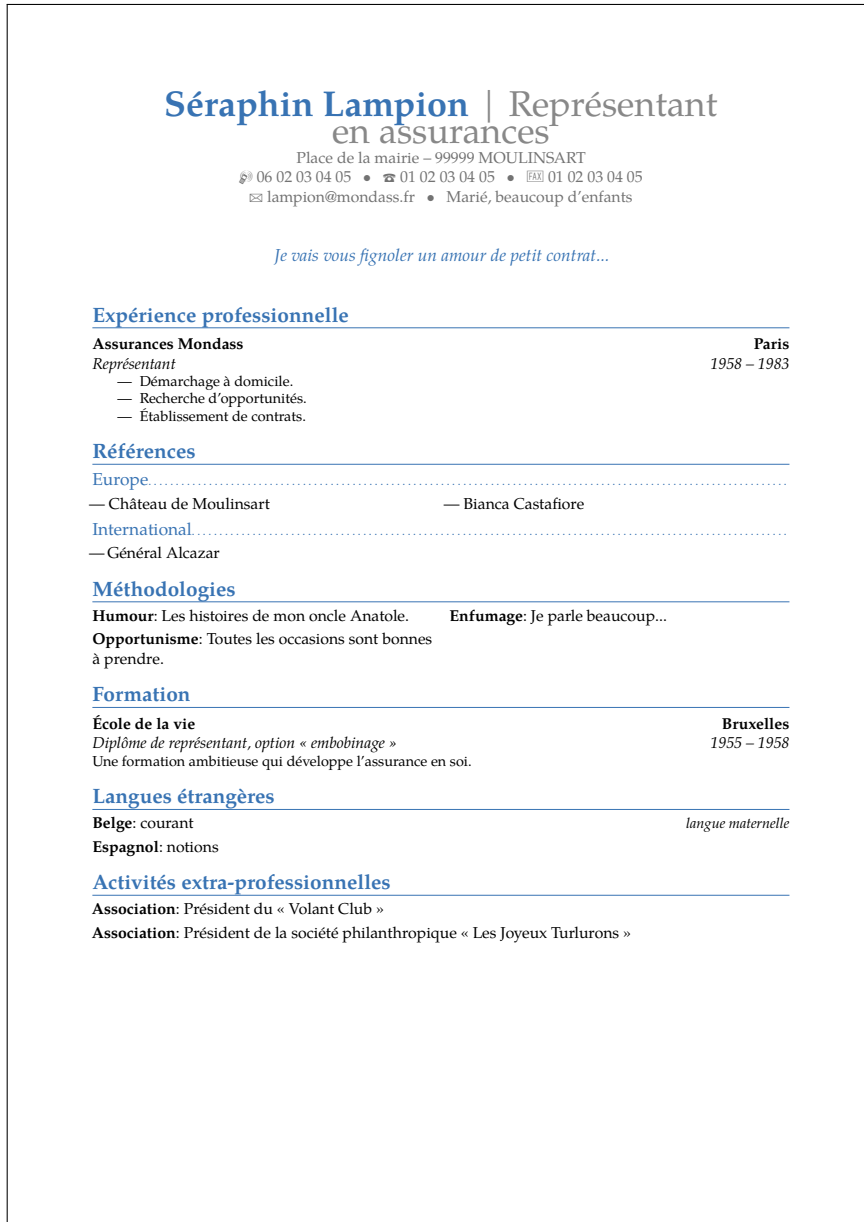 Séraphin Lampion | Représentant
en assurances
Place de la mairie – 99999 MOULINSART
06 02 03 04 05 ● ☎ 01 02 03 04 05 ● FAX 01 02 03 04 05
✉ lampion@mondass.fr ● Marié, beaucoup d'enfants
Je vais vous fignoler un amour de petit contrat...
Expérience professionnelle
Assurances Mondass Paris
Représentant 1958 – 1983
— Démarchage à domicile.
— Recherche d'opportunités.
— Établissement de contrats.
Références
Europe
— Château de Moulinsart — Bianca Castafiore
International
— Général Alcazar
Méthodologies
Humour: Les histoires de mon oncle Anatole. Enfumage: Je parle beaucoup...
Opportunisme: Toutes les occasions sont bonnes
à prendre.
Formation
École de la vie Bruxelles
Diplôme de représentant, option « embobinage » 1955 – 1958
Une formation ambitieuse qui développe l'assurance en soi.
Langues étrangères
Belge: courant langue maternelle
Espagnol: notions
Activités extra-professionnelles
Association: Président du « Volant Club »
Association: Président de la société philanthropique « Les Joyeux Turlurons »